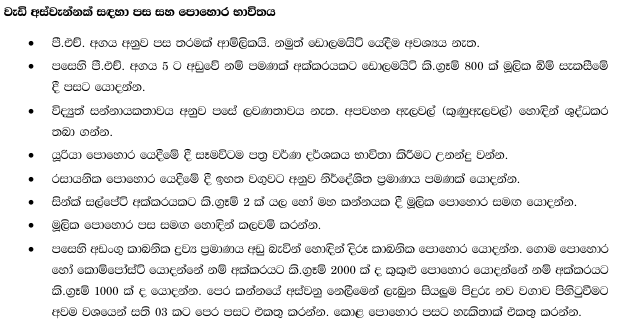 වැඩි අස්වැන්නක් සඳහා පස සහ පොහොර භාවිතය
• පී.එච්. අගය අනුව පස තරමක් ආම්ලිකයි. නමුත් ඩොලමයිට් යෙදීම අවශ්‍යය නැත.
• පසෙහි පී.එච්. අගය 5 ට අඩුවේ නම් පමණක් අක්කරයකට ඩොලමයිට් කි.ග්‍රෑම් 800 ක් මූලික බිම් සැකසීමේ
දී පසට යොදන්න.
• විද්‍යුත් සන්නායකතාවය අනුව පසේ ලවණතාවය නැත. අපවහන ඇලවල් (කුණුඇලවල්) හොඳින් ශුද්ධකර
තබා ගන්න.
• යූරියා පොහොර යෙදීමේ දී සෑමවිටම පත්‍ර වර්ණ දර්ශකය භාවිතා කිරීමට උනන්දු වන්න.
• රසායනික පොහොර යෙදීමේ දී ඉහත වගුවට අනුව නිර්දේශිත ප්‍රමාණය පමණක් යොදන්න.
• සින්ක් සල්පේට් අක්කරයකට කි.ග්‍රෑම් 2 ක් යල හෝ මහ කන්නයක දී මූලික පොහොර සමඟ යොදන්න.
• මූලික පොහොර පස සමඟ හොඳින් කලවම් කරන්න.
• පසෙහි අඩංගු කාබනික ද්‍රව්‍ය ප්‍රමාණය අඩු බැවින් හොඳින් දිරූ කාබනික පොහොර යොදන්න. ගොම පොහොර
හෝ කොම්පෝස්ට් යොදන්නේ නම් අක්කරයට කි.ග්‍රෑම් 2000 ක් ද කුකුළු පොහොර යොදන්නේ නම් අක්කරයට
කි.ග්‍රෑම් 1000 ක් ද යොදන්න. පෙර කන්නයේ අස්වනු නෙලීමෙන් ලැබුන සියලුම පිදුරු නව වගාව පිහිටුවීමට
අවම වශයෙන් සති 03 කට පෙර පසට එකතු කරන්න. කොළ පොහොර පසට හැකිතාක් එකතු කරන්න.